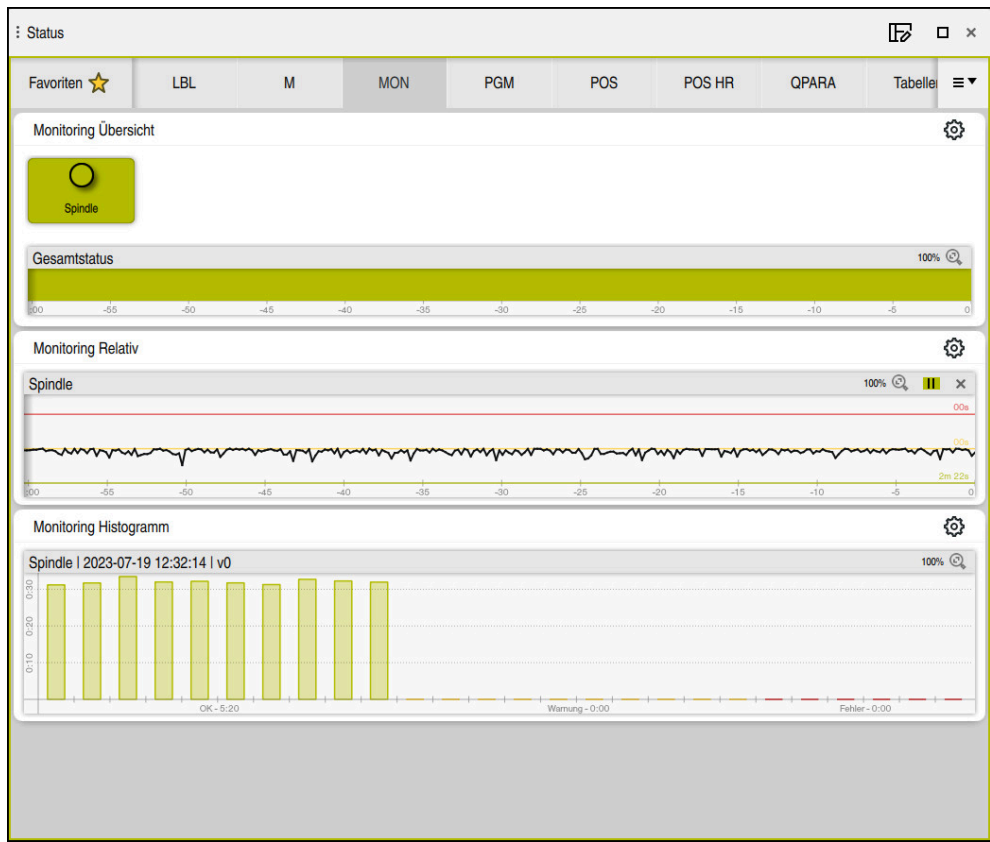 Status
Favoriten LBL M MON PGM POS POS HR QPARA Tabeller
Monitoring Übersicht
Spindle
Gesamtstatus 100%
:00 -55 -50 -45 -40 -35 -30 -25 -20 -15 -10 -5 0
Monitoring Relativ
Spindle 100%
00s
00s
2m 22s
:00 -55 -50 -45 -40 -35 -30 -25 -20 -15 -10 -5 0
Monitoring Histogramm
Spindle | 2023-07-19 12:32:14 | v0 100%
0:30
0:20
0:10
OK - 5:20 Warnung - 0:00 Fehler - 0:00